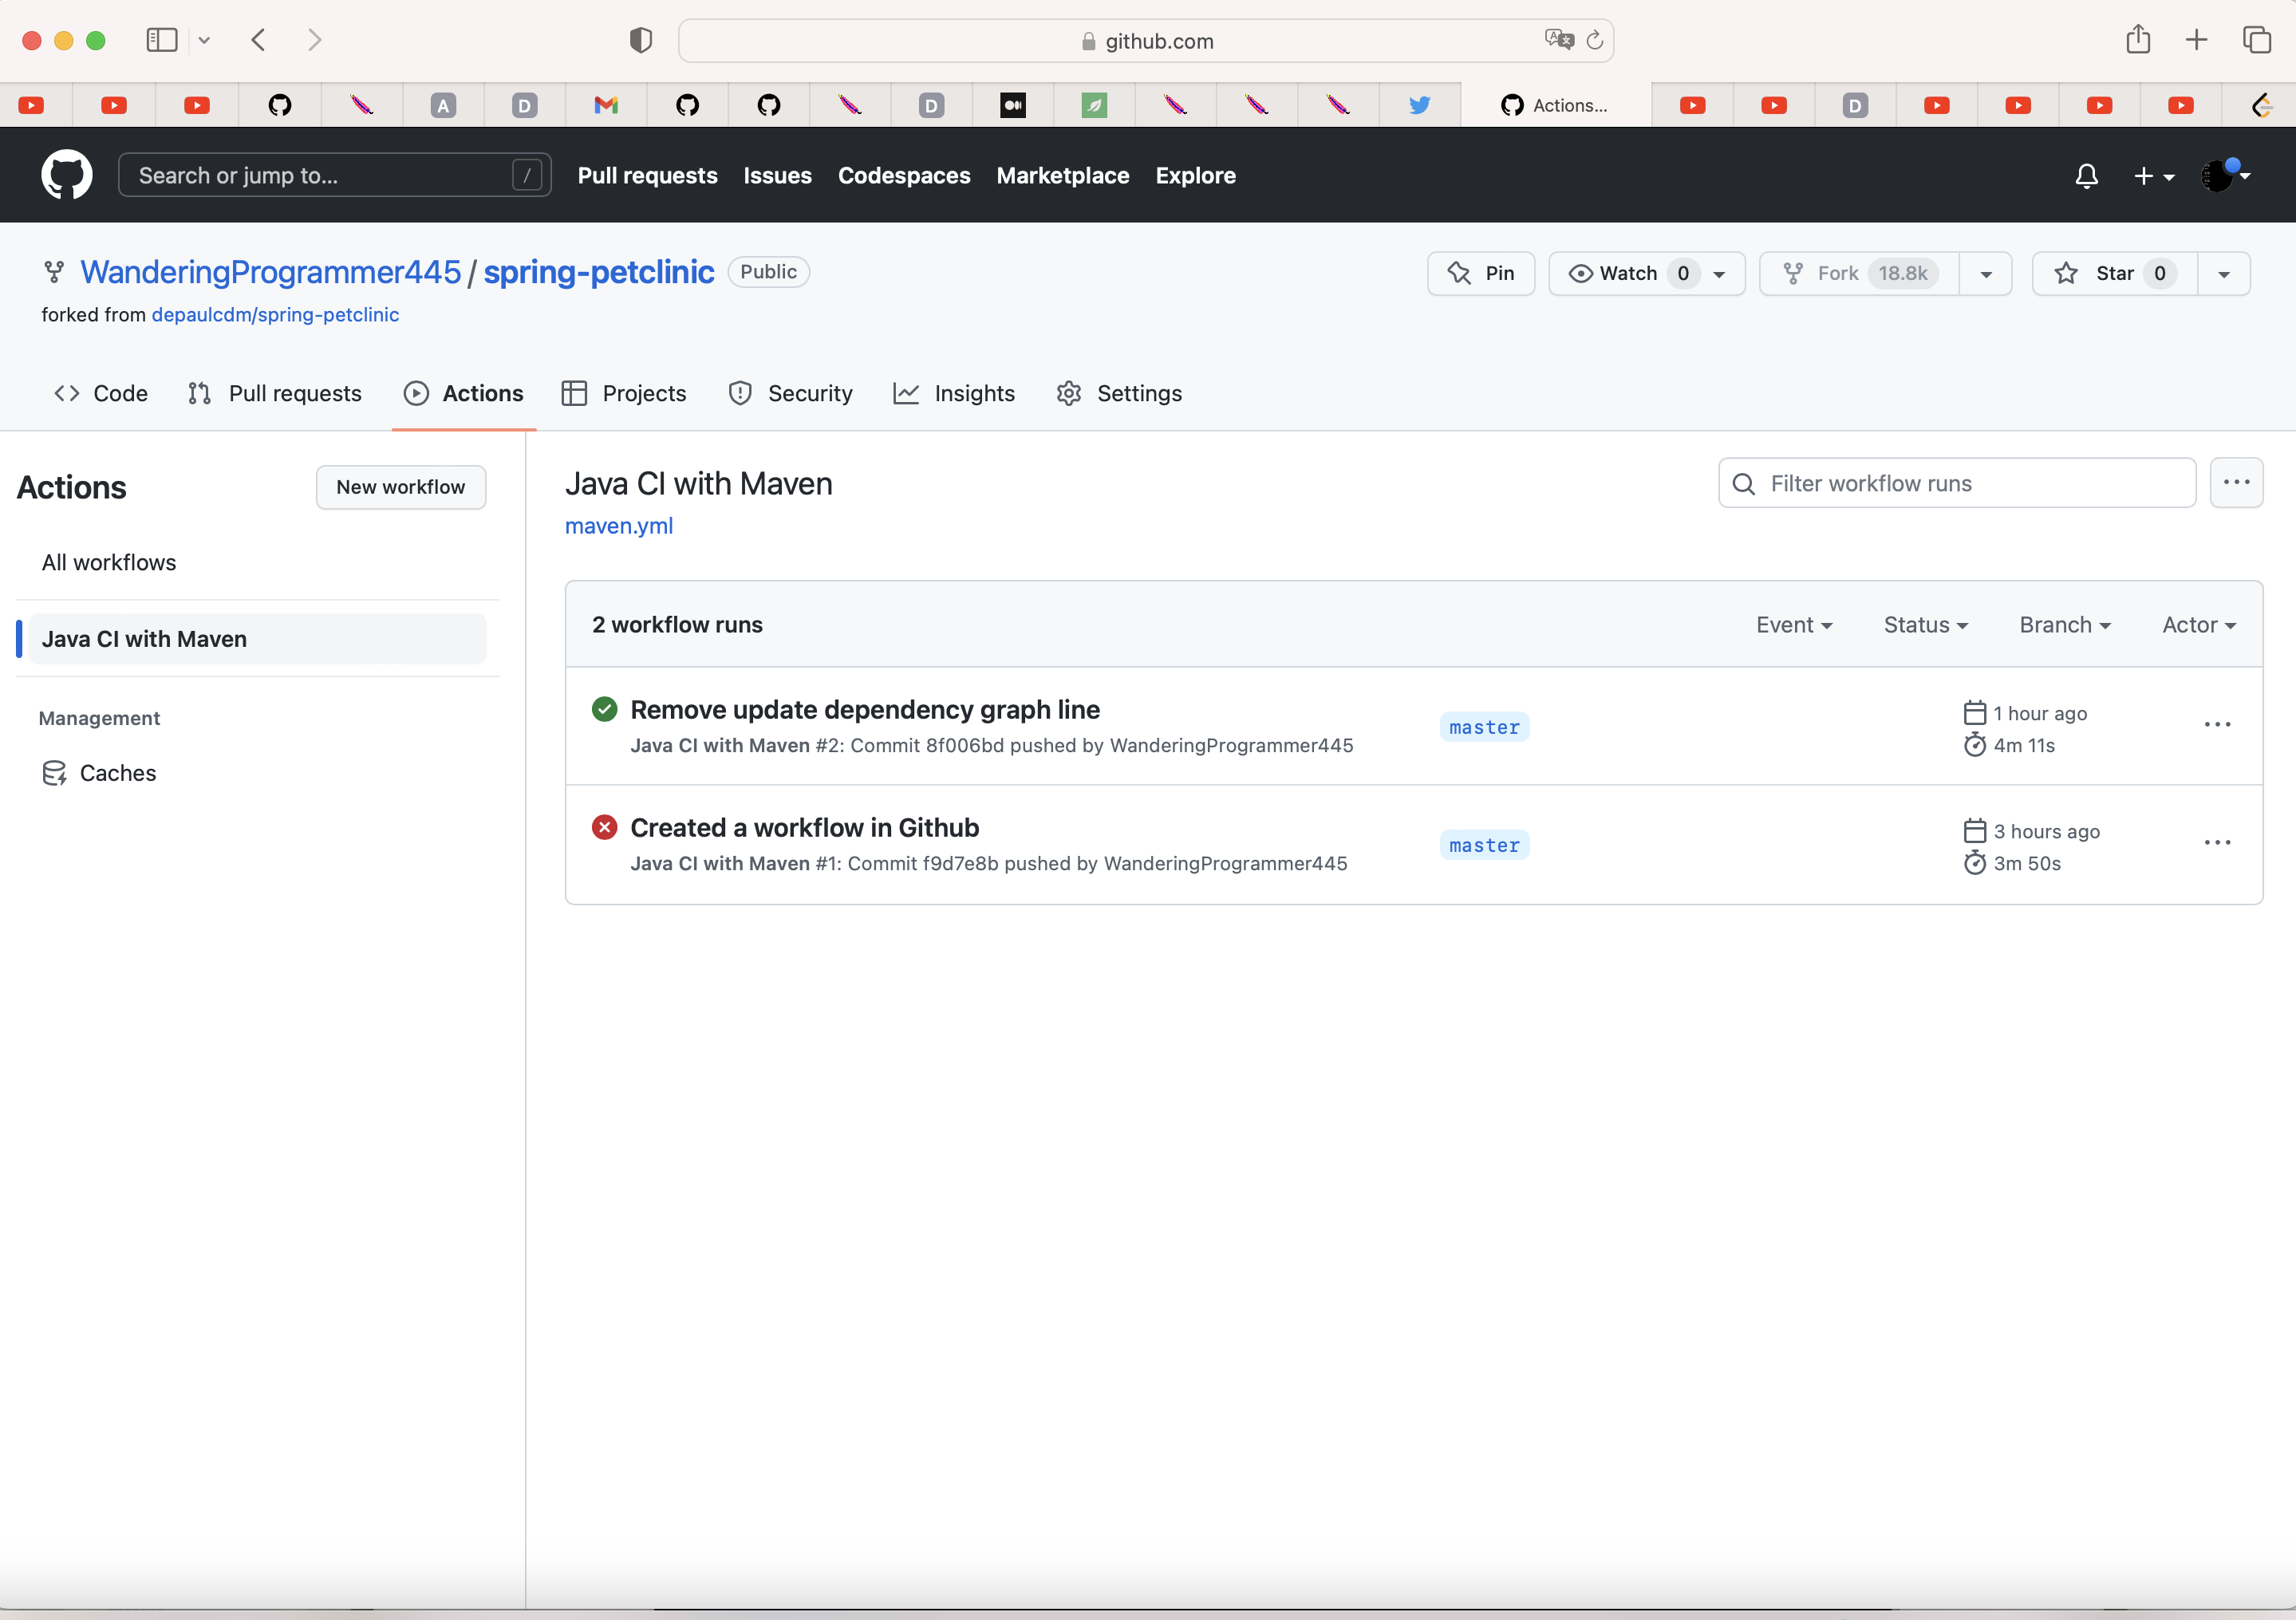 github.com
A
D
D
Actions...
D
Search or jump to...
/
Pull requests
Issues
Codespaces
Marketplace
Explore
WanderingProgrammer445 / spring-petclinic
Public
Pin
Watch 0
Fork 18.8k
Star 0
forked from depaulcdm/spring-petclinic
Code
Pull requests
Actions
Projects
Security
Insights
Settings
Actions
New workflow
All workflows
Java CI with Maven
Management
Caches
Java CI with Maven
maven.yml
Filter workflow runs
2 workflow runs
Event
Status
Branch
Actor
Remove update dependency graph line
Java CI with Maven #2: Commit 8f006bd pushed by WanderingProgrammer445
master
1 hour ago
4m 11s
Created a workflow in Github
Java CI with Maven #1: Commit f9d7e8b pushed by WanderingProgrammer445
master
3 hours ago
3m 50s